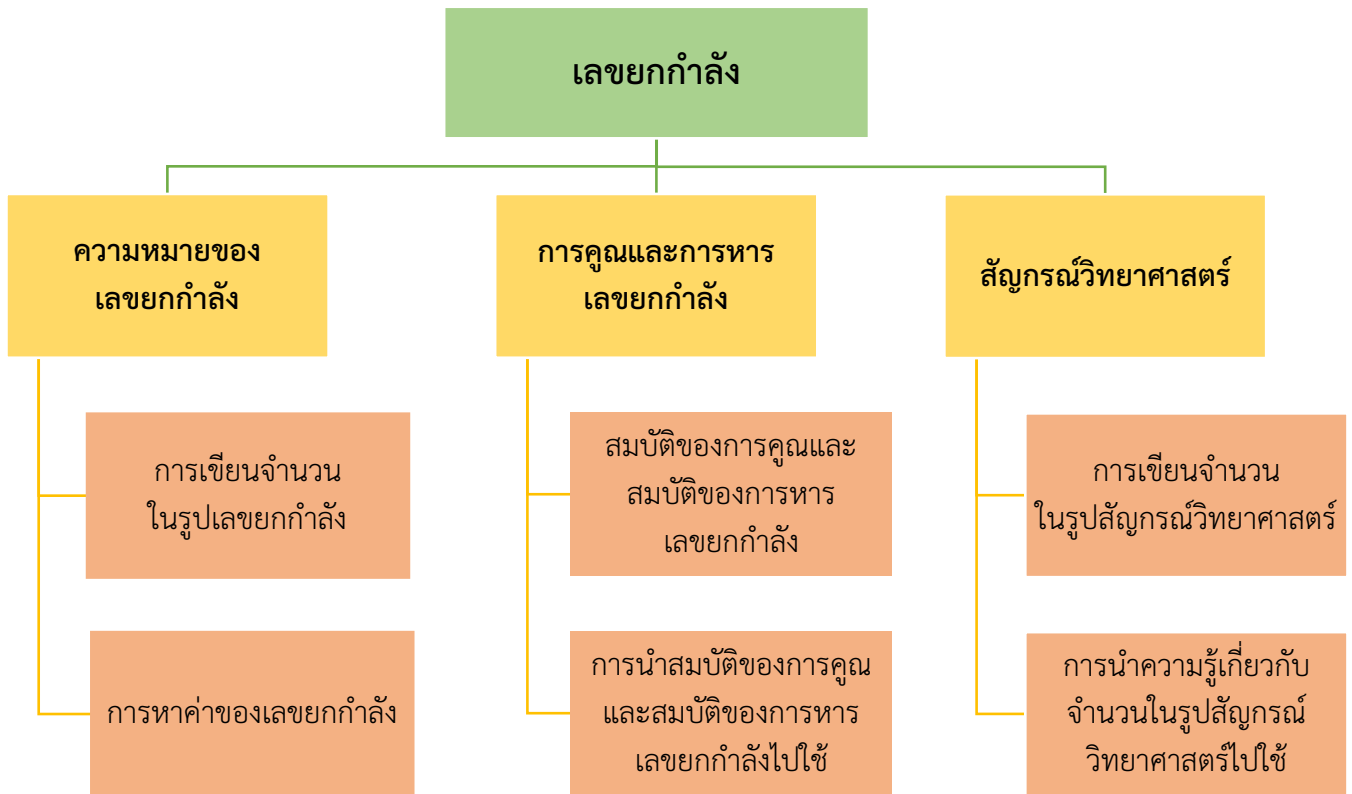 เลขยกกำลัง
ความหมายของ
เลขยกกำลัง
การเขียนจำนวน
ในรูปเลขยกกำลัง
การหาค่าของเลขยกกำลัง
การคูณและการหาร
เลขยกกำลัง
สมบัติของการคูณและ
สมบัติของการหาร
เลขยกกำลัง
การนำสมบัติของการคูณ
และสมบัติของการหาร
เลขยกกำลังไปใช้
สัญกรณ์วิทยาศาสตร์
การเขียนจำนวน
ในรูปสัญกรณ์วิทยาศาสตร์
การนำความรู้เกี่ยวกับ
จำนวนในรูปสัญกรณ์
วิทยาศาสตร์ไปใช้